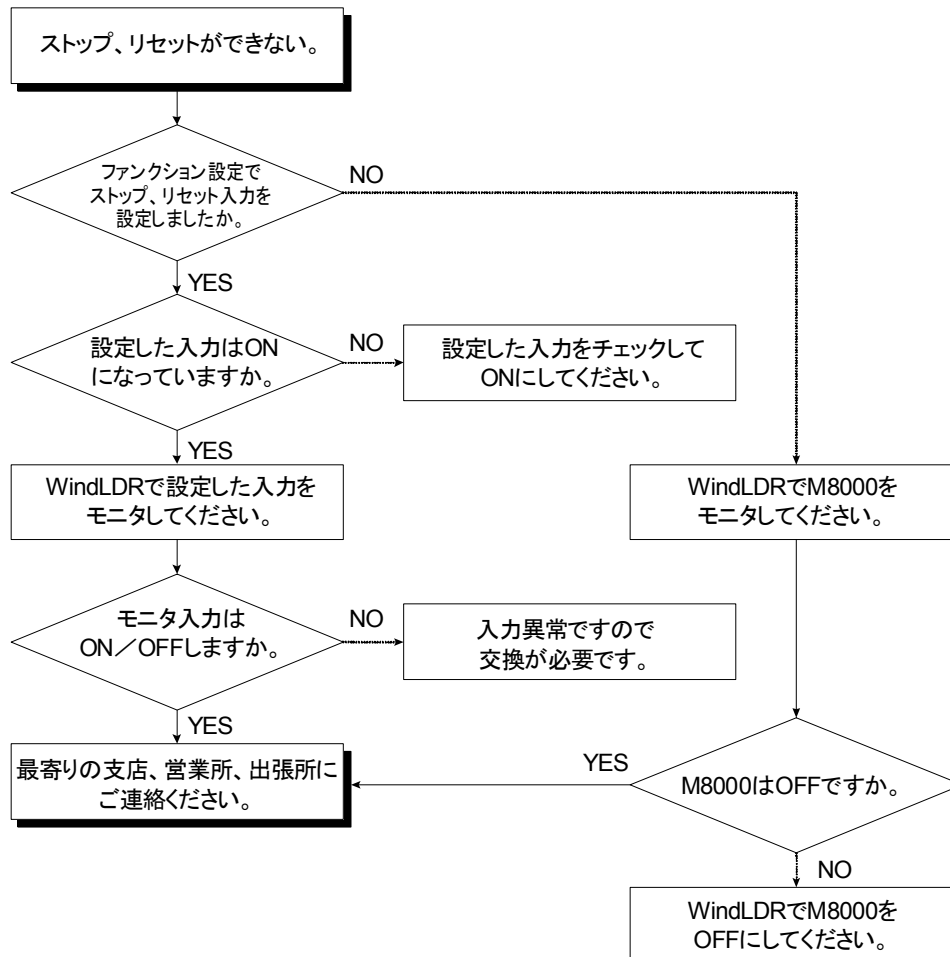 ストップ、リセットができない。
ファンクション設定で
ストップ、リセット入力を
設定しましたか。
NO
YES
設定した入力はON
になっていますか。
NO
設定した入力をチェックして
ONにしてください。
YES
WindLDRで設定した入力を
モニタしてください。
WindLDRでM8000を
モニタしてください。
モニタ入力は
ON／OFFしますか。
NO
入力異常ですので
交換が必要です。
YES
最寄りの支店、営業所、出張所に
ご連絡ください。
YES
M8000はOFFですか。
NO
WindLDRでM8000を
OFFにしてください。